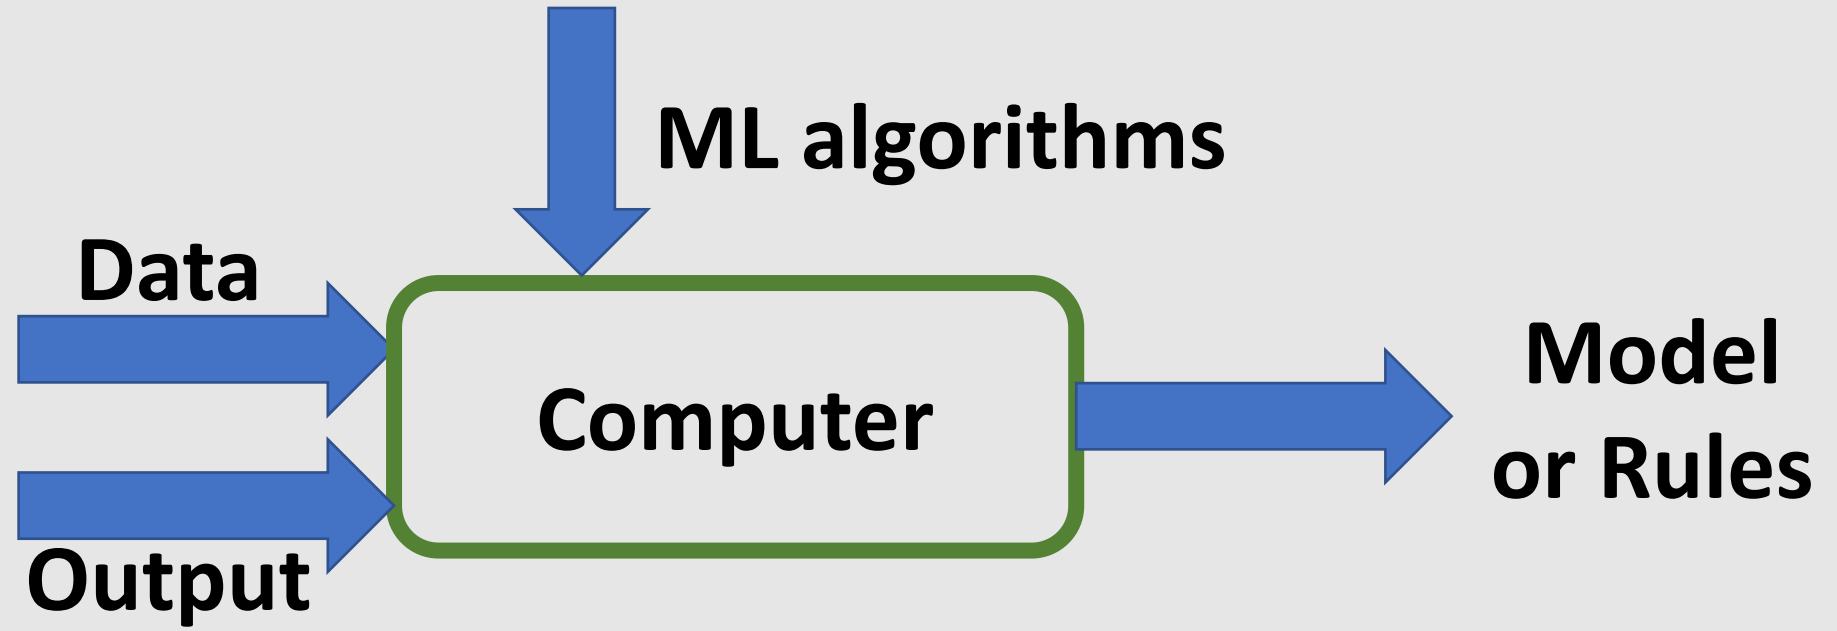 ML algorithms
Data
Computer
Output
Model
or Rules